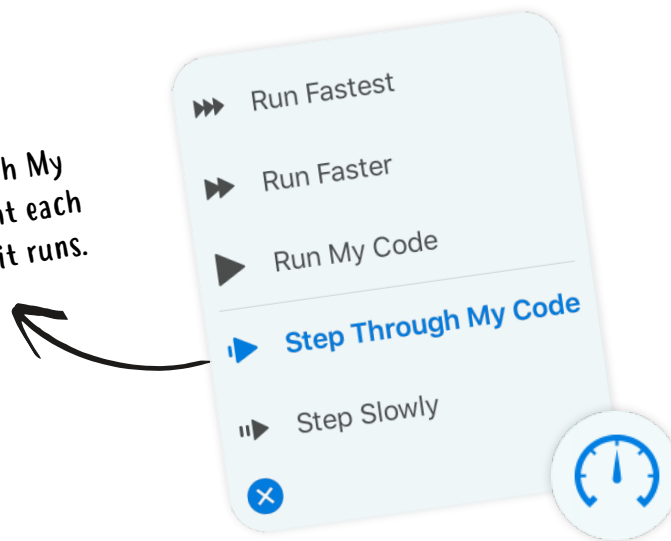 h My
t each
it runs.
Run Fastest
Run Faster
Run My Code
Step Through My Code
Step Slowly